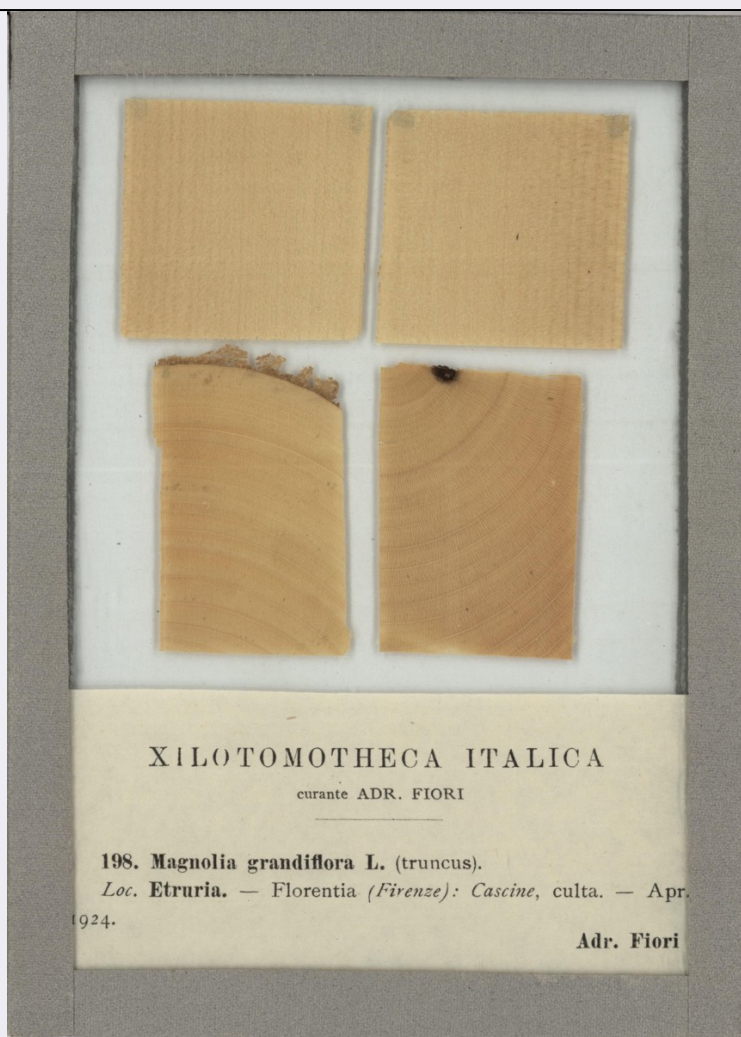 XILOTOMOTHECA ITALICA
curante ADR. FIORI
198. Magnolia grandiflora L. (truncus).
Loc. Etruria. — Florentia (Firenze): Cascine, culta. — Apr.
1924.
Adr. Fiori